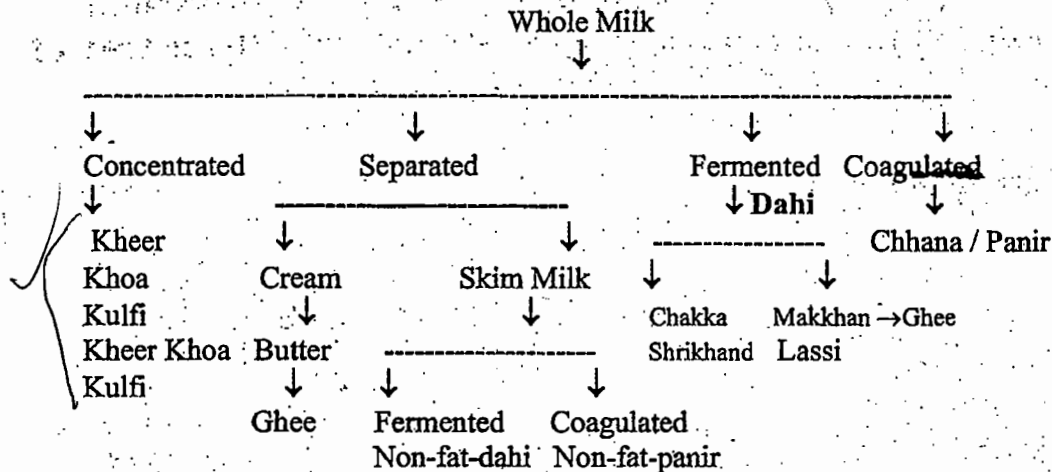 Whole Milk
↓
↓ ↓ ↓ ↓
Concentrated Separated Fermented Coagulated
↓ ↓ Dahi ↓
Kheer ↓ ↓ Chhana / Panir
Khoa Cream Skim Milk ↓ ↓
Kulfi ↓ ↓ Chakka Makkhan →Ghee
Kheer Khoa Butter Shrikhand Lassi
Kulfi ↓ ↓ ↓
Ghee Fermented Coagulated
Non-fat-dahi Non-fat-panir